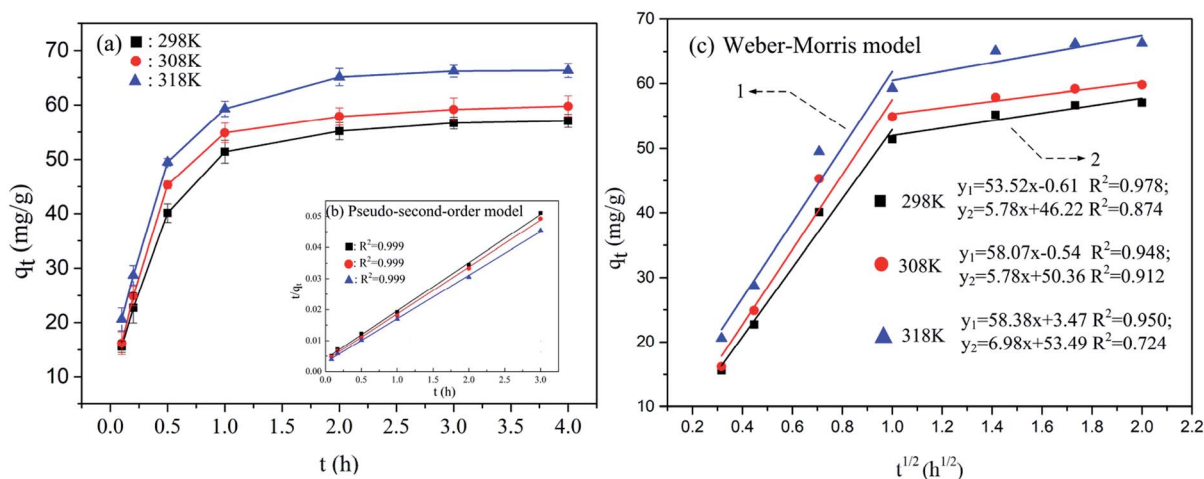 (a)
: 298K
: 308K
: 318K
qt (mg/g)
70
60
50
40
30
20
10
0.0 0.5 1.0 1.5 2.0 2.5 3.0 3.5 4.0
t (h)
(b) Pseudo-second-order model
: R²=0.999
: R²=0.999
: R²=0.999
t/qt
0.05
0.04
0.03
0.02
0.01
0.00
0.0 0.5 1.0 1.5 2.0 2.5 3.0
t (h)
(c) Weber-Morris model
1
2
298K
y₁=53.52x-0.61 R²=0.978;
y₂=5.78x+46.22 R²=0.874
308K
y₁=58.07x-0.54 R²=0.948;
y₂=5.78x+50.36 R²=0.912
318K
y₁=58.38x+3.47 R²=0.950;
y₂=6.98x+53.49 R²=0.724
qt (mg/g)
70
60
50
40
30
20
10
0.2 0.4 0.6 0.8 1.0 1.2 1.4 1.6 1.8 2.0 2.2
t^1/2 (h^1/2)